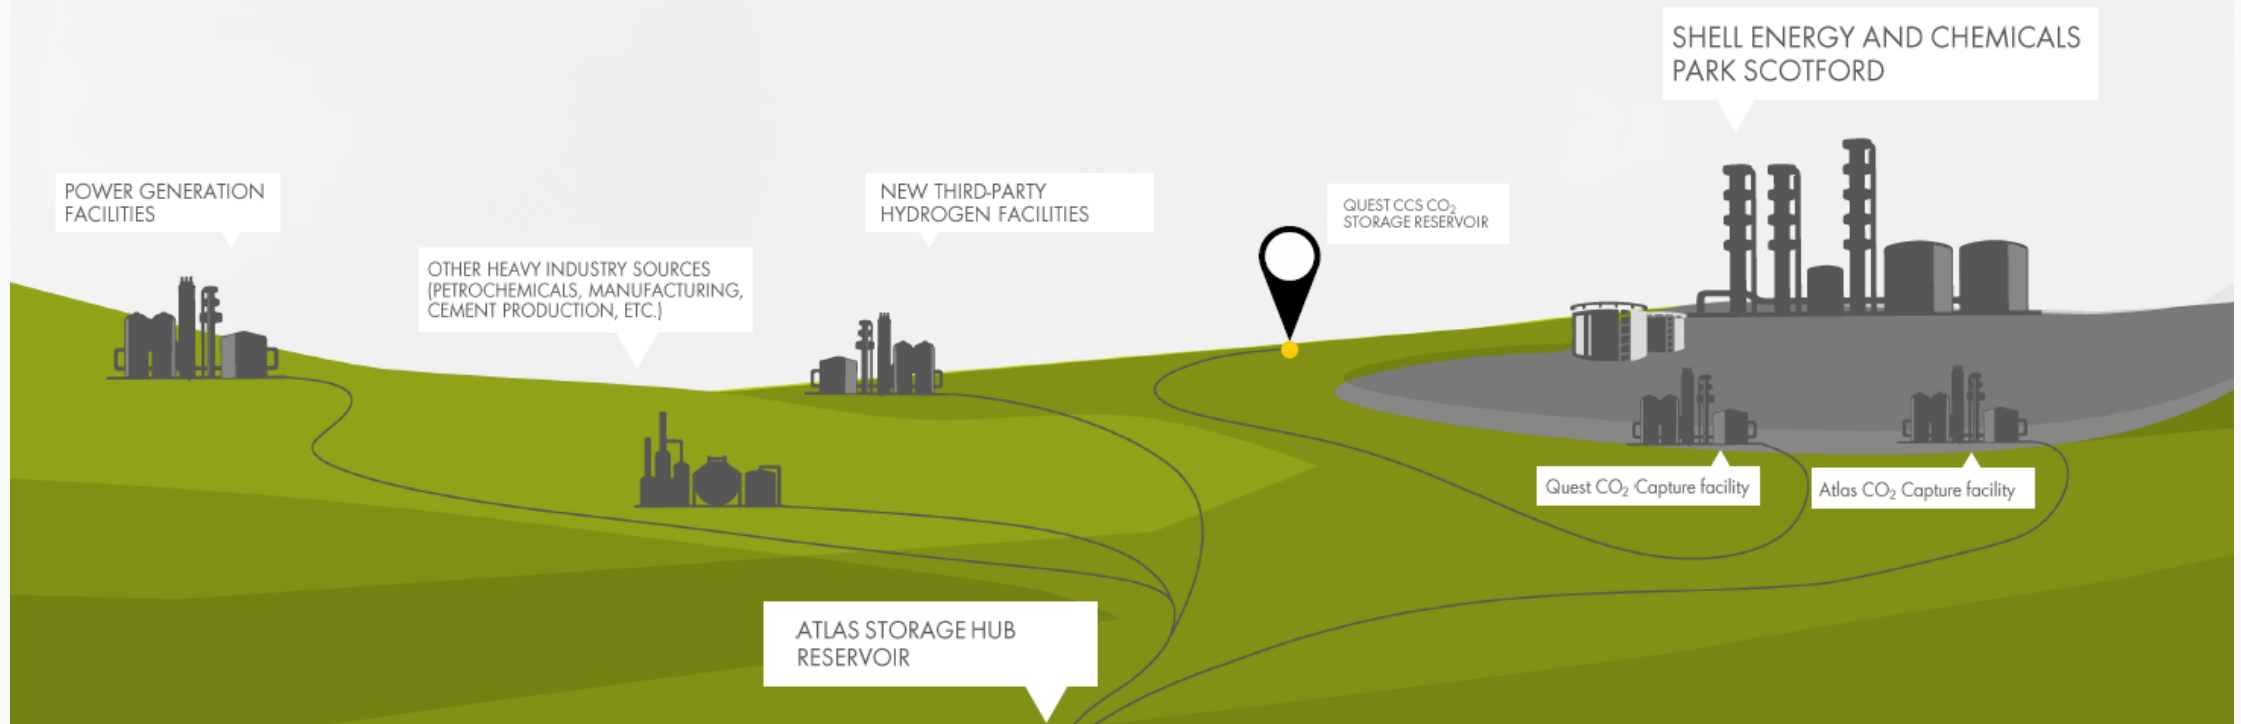 SHELL ENERGY AND CHEMICALS
PARK SCOTFORD
POWER GENERATION
FACILITIES
NEW THIRD-PARTY
HYDROGEN FACILITIES
QUEST CCS CO₂
STORAGE RESERVOIR
OTHER HEAVY INDUSTRY SOURCES
(PETROCHEMICALS, MANUFACTURING,
CEMENT PRODUCTION, ETC.)
Quest CO₂ Capture facility
Atlas CO₂ Capture facility
ATLAS STORAGE HUB
RESERVOIR